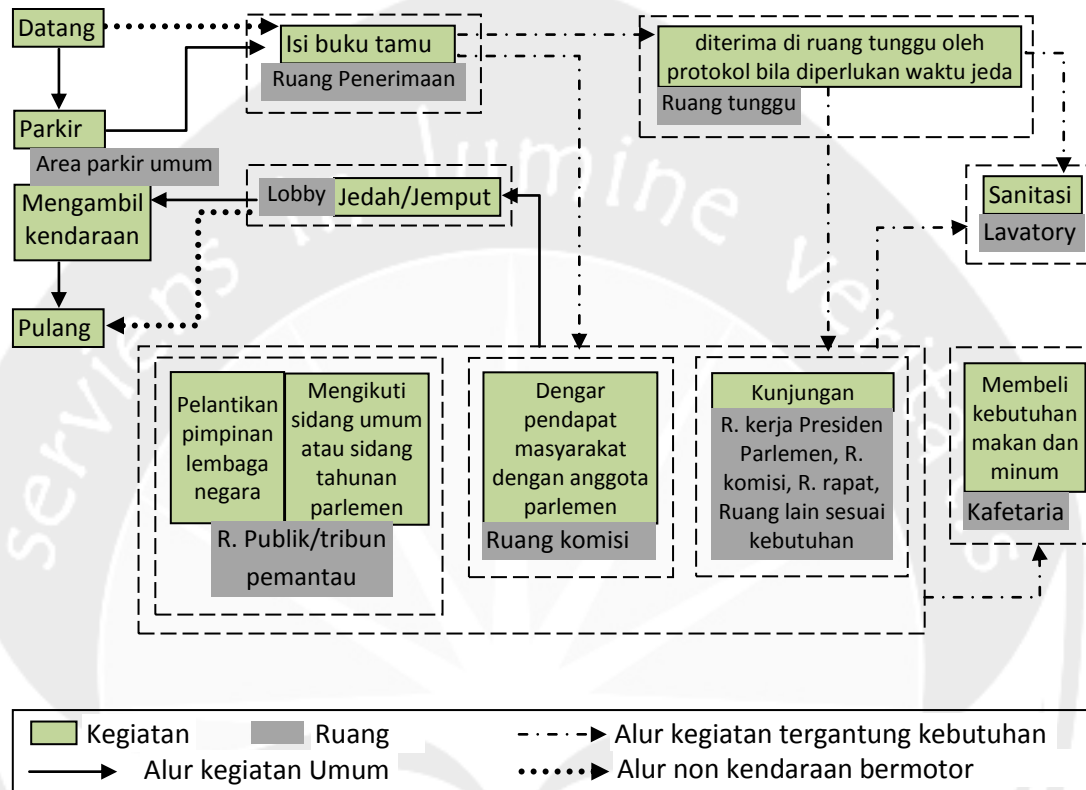 Datang
Isi buku tamu
Ruang Penerimaan
diterima di ruang tunggu oleh
protokol bila diperlukan waktu jeda
Ruang tunggu
Parkir
Area parkir umum
Mengambil
kendaraan
Lobby
Jedah/Jemput
Sanitasi
Lavatory
Pulang
Pelantikan
pimpinan
lembaga
negara
Mengikuti
sidang umum
atau sidang
tahunan
parlemen
R. Publik/tribun
pemantau
Dengar
pendapat
masyarakat
dengan anggota
parlemen
Ruang komisi
Kunjungan
R. kerja Presiden
Parlemen, R.
komisi, R. rapat,
Ruang lain sesuai
kebutuhan
Membeli
kebutuhan
makan dan
minum
Kafetaria
Kegiatan
Ruang
Alur kegiatan tergantung kebutuhan
Alur kegiatan Umum
Alur non kendaraan bermotor
serviens in lumine veritatis